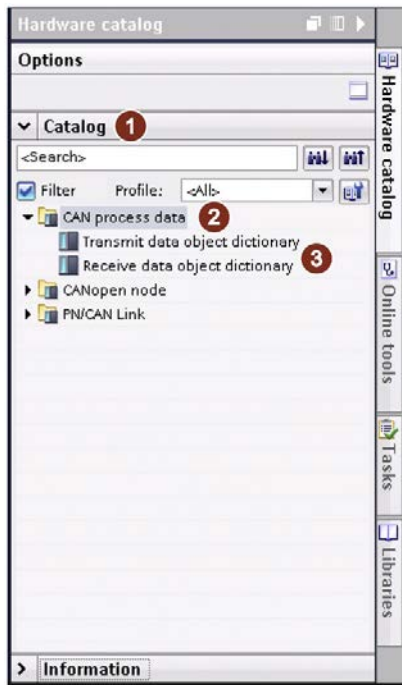 Hardware catalog
Options
Catalog 1
<Search>
Filter Profile: <All>
CAN process data 2
Transmit data object dictionary
Receive data object dictionary 3
CANopen node
PN/CAN Link
Information
Hardware catalog
Online tools
Tasks
Libraries